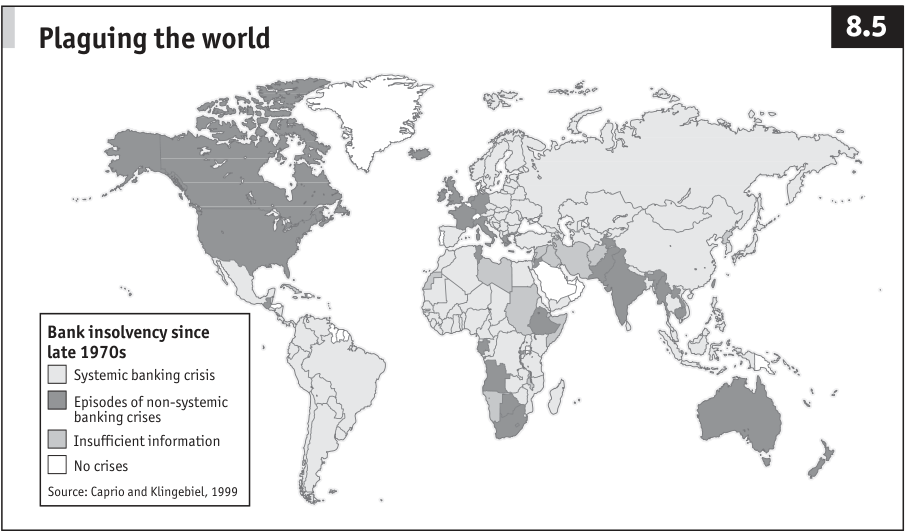 Plaguing the world
8.5
Bank insolvency since
late 1970s
Systemic banking crisis
Episodes of non-systemic
banking crises
Insufficient information
No crises
Source: Caprio and Klingebiel, 1999